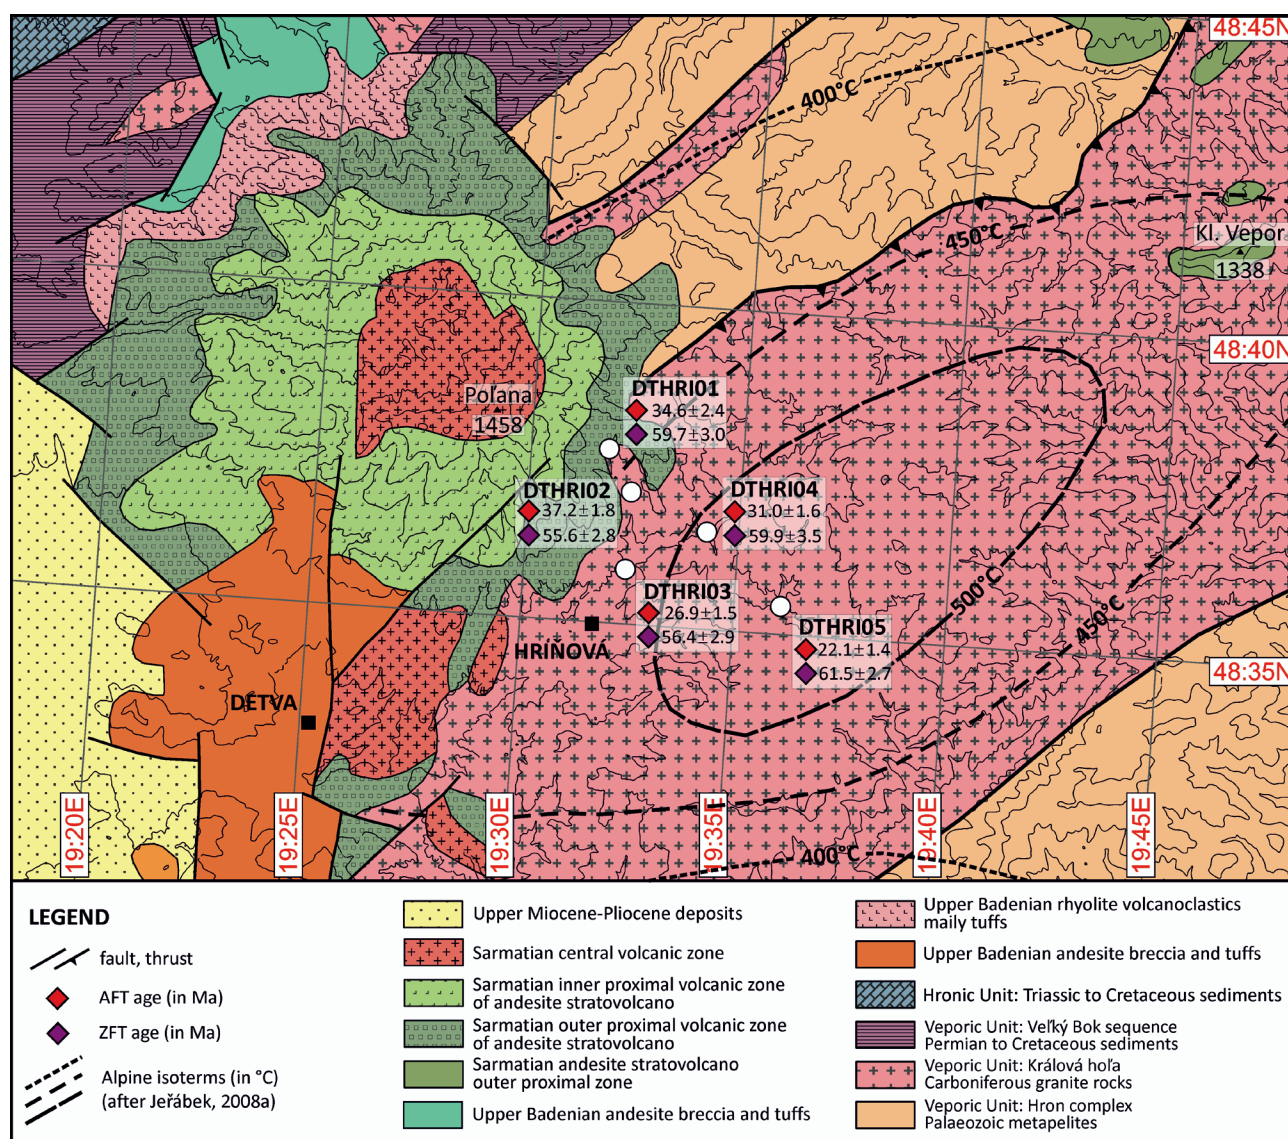 48:45N
400°C
450°C
Kl. Vepor
1338
48:40N
Poľana
1458
DTHRI01
34.6±2.4
59.7±3.0
DTHRI02
37.2±1.8
55.6±2.8
DTHRI04
31.0±1.6
59.9±3.5
DTHRI03
26.9±1.5
56.4±2.9
500°C
450°C
HRIŇOVÁ
DTHRI05
22.1±1.4
61.5±2.7
48:35N
DETVA
19:20E
19:25E
19:30E
19:35E
19:40E
19:45E
400°C
LEGEND
fault, thrust
AFT age (in Ma)
ZFT age (in Ma)
Alpine isoterms (in °C)
(after Jeřábek, 2008a)
Upper Miocene-Pliocene deposits
Sarmatian central volcanic zone
Sarmatian inner proximal volcanic zone
of andesite stratovolcano
Sarmatian outer proximal volcanic zone
of andesite stratovolcano
Sarmatian andesite stratovolcano
outer proximal zone
Upper Badenian andesite breccia and tuffs
Upper Badenian rhyolite volcanoclastics
maily tuffs
Upper Badenian andesite breccia and tuffs
Hronic Unit: Triassic to Cretaceous sediments
Veporic Unit: Veľký Bok sequence
Permian to Cretaceous sediments
Veporic Unit: Králová hoľa
Carboniferous granite rocks
Veporic Unit: Hron complex
Palaeozoic metapelites